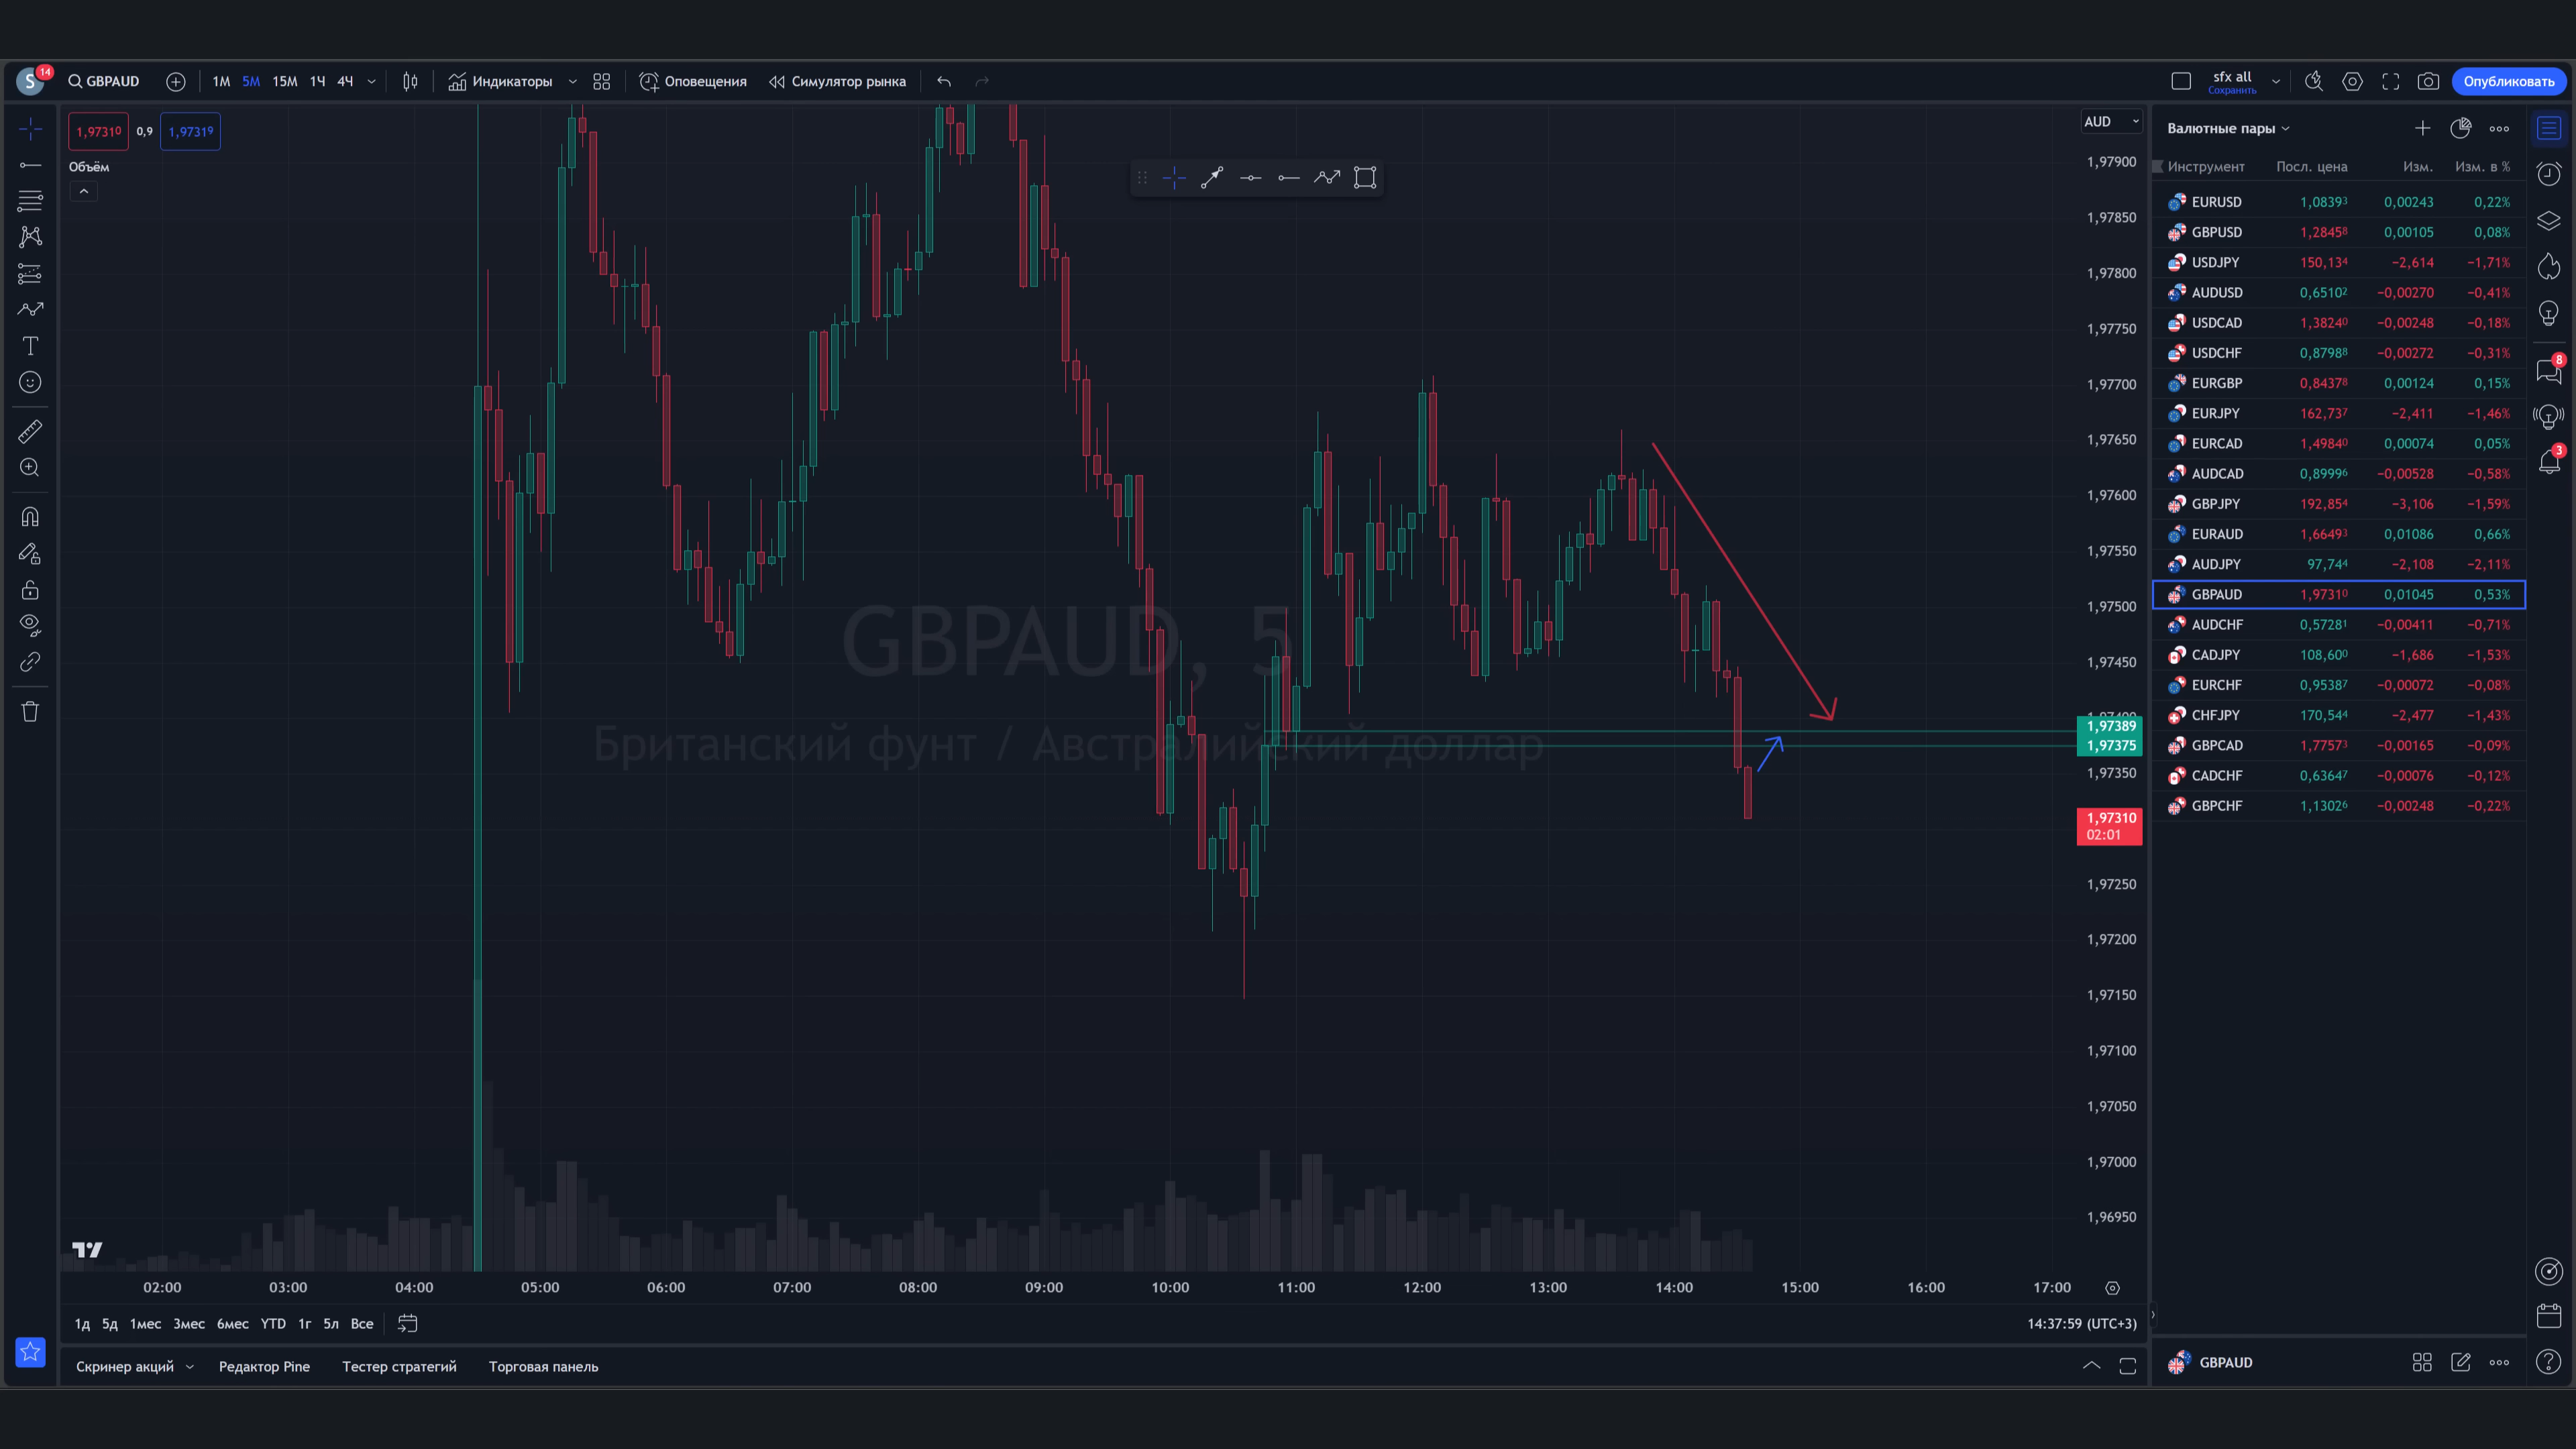 S 14 GBPAUD 1М 5М 15М 1Ч 4Ч Индикаторы Оповещения Симулятор рынка sfx all Сохранить Опубликовать
1,97310 0,9 1,97319 AUD
Объём
GBPAUD, 5
Британский фунт / Австралийский доллар
1,97900
1,97850
1,97800
1,97750
1,97700
1,97650
1,97600
1,97550
1,97500
1,97450
1,97400
1,97389
1,97375
1,97350
1,97310
02:01
1,97250
1,97200
1,97150
1,97100
1,97050
1,97000
1,96950
02:00 03:00 04:00 05:00 06:00 07:00 08:00 09:00 10:00 11:00 12:00 13:00 14:00 15:00 16:00 17:00
1д 5д 1мес 3мес 6мес YTD 1г 5л Все 14:37:59 (UTC+3)
Скринер акций Редактор Pine Тестер стратегий Торговая панель
Валютные пары
Инструмент Посл. цена Изм. Изм. в %
EURUSD 1,08393 0,00243 0,22%
GBPUSD 1,28458 0,00105 0,08%
USDJPY 150,134 −2,614 −1,71%
AUDUSD 0,65102 −0,00270 −0,41%
USDCAD 1,38240 −0,00248 −0,18%
USDCHF 0,87988 −0,00272 −0,31%
EURGBP 0,84378 0,00124 0,15%
EURJPY 162,737 −2,411 −1,46%
EURCAD 1,49840 0,00074 0,05%
AUDCAD 0,89996 −0,00528 −0,58%
GBPJPY 192,854 −3,106 −1,59%
EURAUD 1,66493 0,01086 0,66%
AUDJPY 97,744 −2,108 −2,11%
GBPAUD 1,97310 0,01045 0,53%
AUDCHF 0,57281 −0,00411 −0,71%
CADJPY 108,600 −1,686 −1,53%
EURCHF 0,95387 −0,00072 −0,08%
CHFJPY 170,544 −2,477 −1,43%
GBPCAD 1,77573 −0,00165 −0,09%
CADCHF 0,63647 −0,00076 −0,12%
GBPCHF 1,13026 −0,00248 −0,22%
8
3
GBPAUD